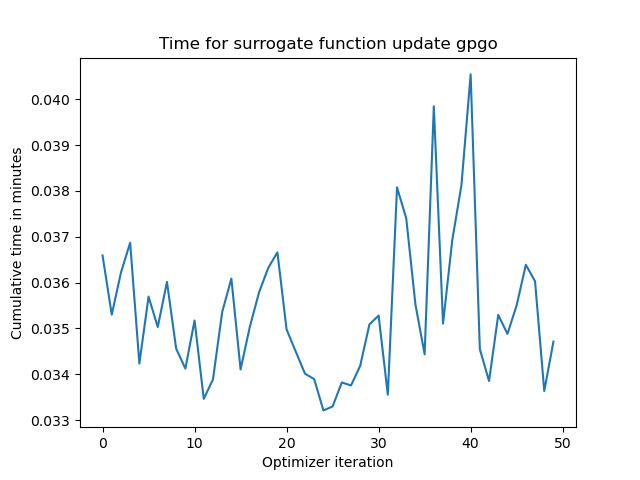 Time for surrogate function update gpgo
0.040
0.039
0.038
0.037
0.036
0.035
0.034
0.033
Cumulative time in minutes
0 10 20 30 40 50
Optimizer iteration